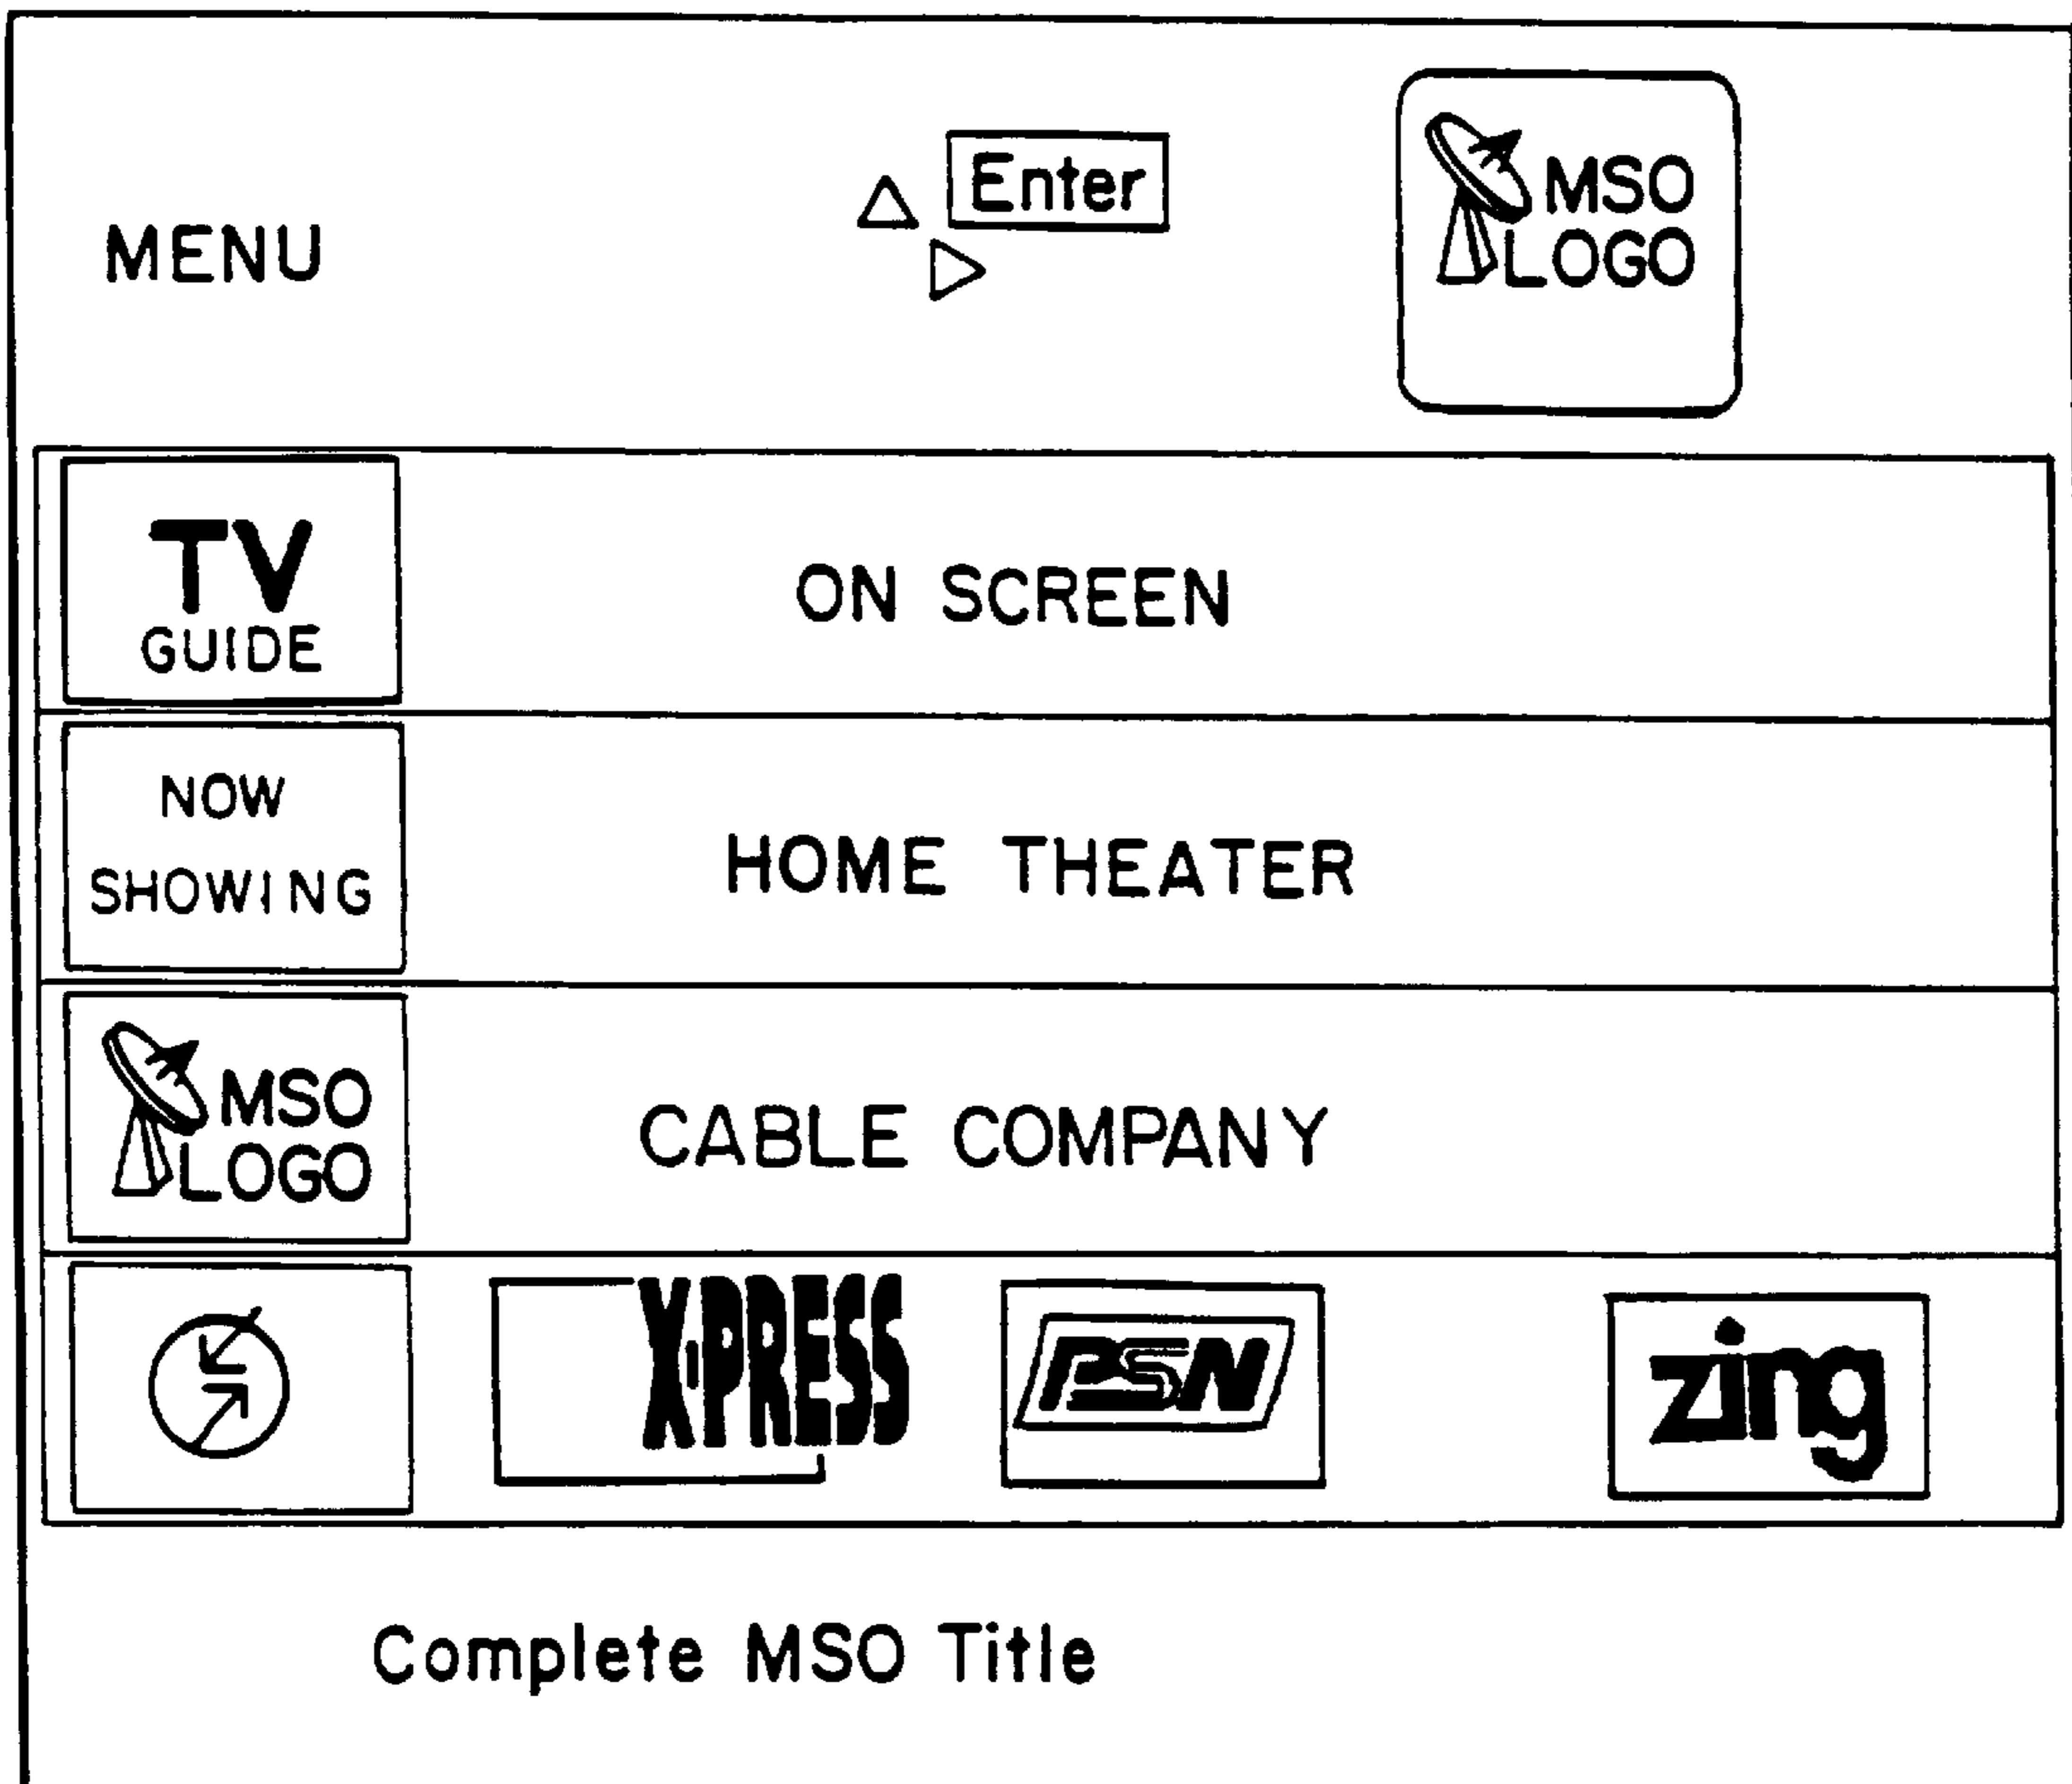 MENU
Enter
MSO
LOGO
TV
GUIDE
ON SCREEN
NOW
SHOWING
HOME THEATER
MSO
LOGO
CABLE COMPANY
X·PRESS
PSN
zing
Complete MSO Title